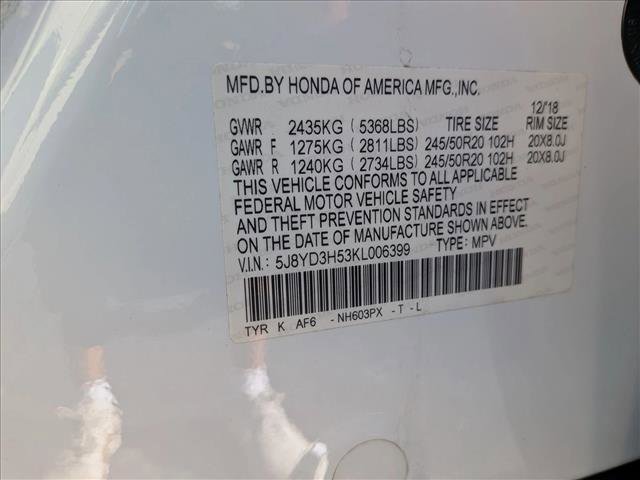 MFD.BY HONDA OF AMERICA MFG.,INC.
12/18
GVWR 2435KG (5368LBS) TIRE SIZE RIM SIZE
GAWR F 1275KG (2811LBS) 245/50R20 102H 20X8.0J
GAWR R 1240KG (2734LBS) 245/50R20 102H 20X8.0J
THIS VEHICLE CONFORMS TO ALL APPLICABLE
FEDERAL MOTOR VEHICLE SAFETY
AND THEFT PREVENTION STANDARDS IN EFFECT
ON THE DATE OF MANUFACTURE SHOWN ABOVE.
V.I.N: 5J8YD3H53KL006399 TYPE: MPV
TYR K AF6 -NH603PX -T-L